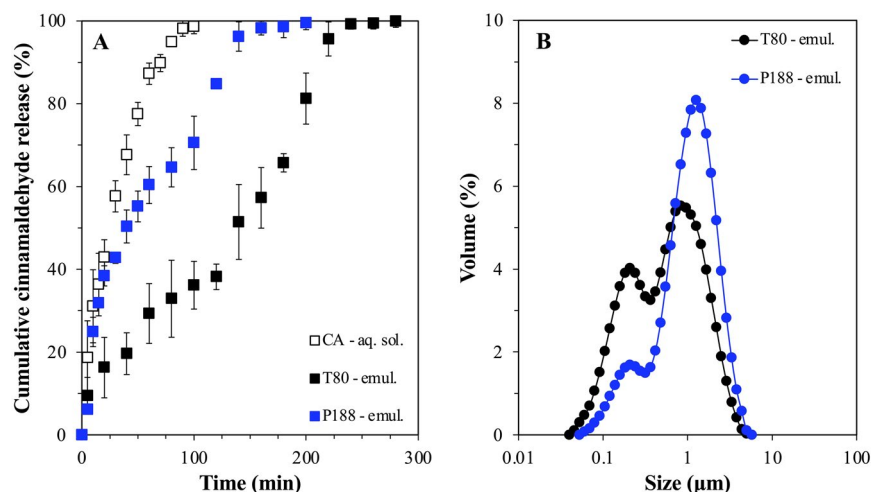 A
Cumulative cinnamaldehyde release (%)
100
80
60
40
20
0
CA - aq. sol.
T80 - emul.
P188 - emul.
0
100
200
300
Time (min)
B
T80 - emul.
P188 - emul.
Volume (%)
10
8
6
4
2
0
0.01
0.1
1
10
100
Size (µm)